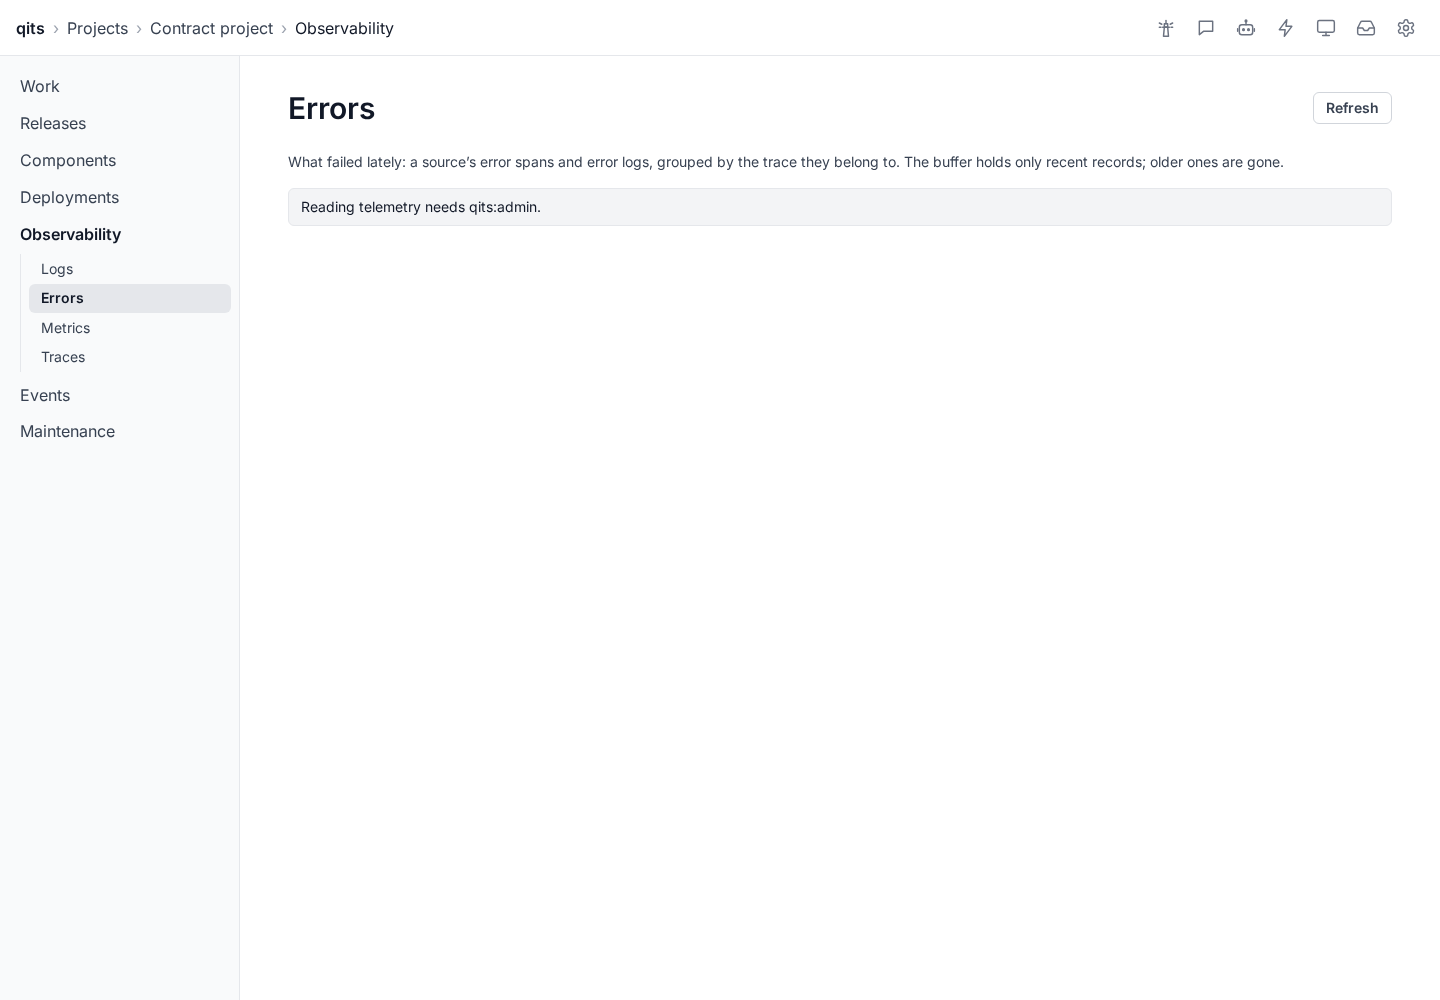 qits › Projects › Contract project › Observability
Work
Releases
Components
Deployments
Observability
Logs
Errors
Metrics
Traces
Events
Maintenance
Errors
Refresh
What failed lately: a source’s error spans and error logs, grouped by the trace they belong to. The buffer holds only recent records; older ones are gone.
Reading telemetry needs qits:admin.